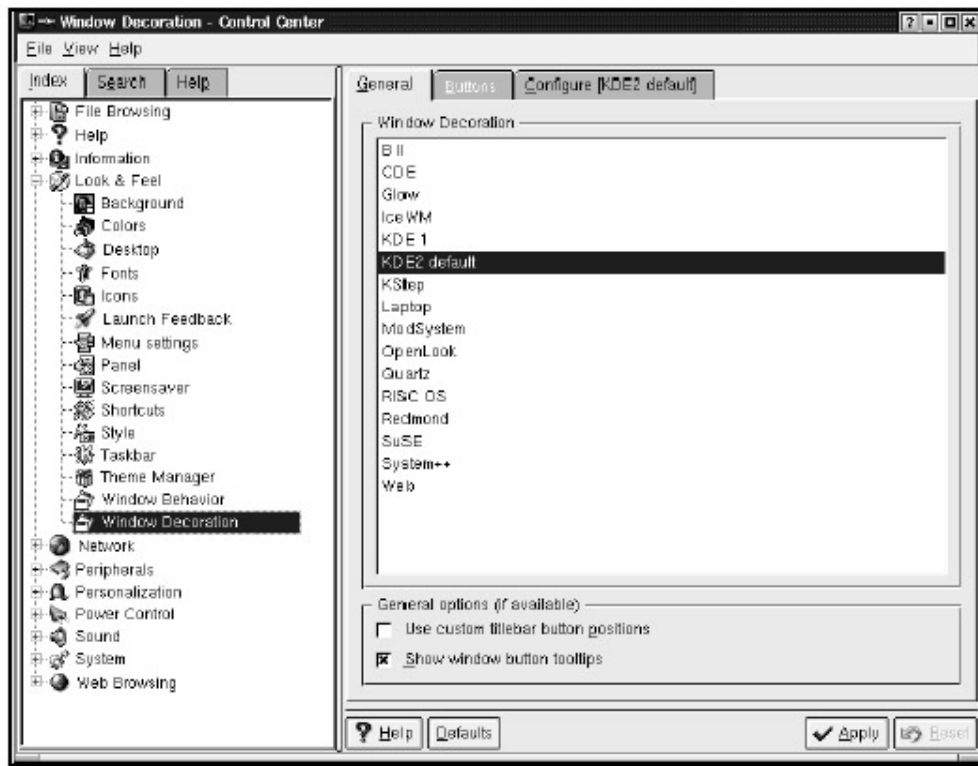 Window Decoration - Control Center
File View Help
Index Search Help
File Browsing
Help
Information
Look & Feel
Background
Colors
Desktop
Fonts
Icons
Launch Feedback
Menu settings
Panel
Screensaver
Shortcuts
Style
Taskbar
Theme Manager
Window Behavior
Window Decoration
Network
Peripherals
Personalization
Power Control
Sound
System
Web Browsing
General Buttons Configure [KDE2 default]
Window Decoration
B II
CDE
Glow
IceWM
KDE 1
KDE2 default
KStep
Laptop
ModSystem
OpenLook
Quartz
RISC OS
Redmond
SuSE
System++
Web
General options (if available)
Use custom titlebar button positions
Show window button tooltips
Help Defaults Apply Reset